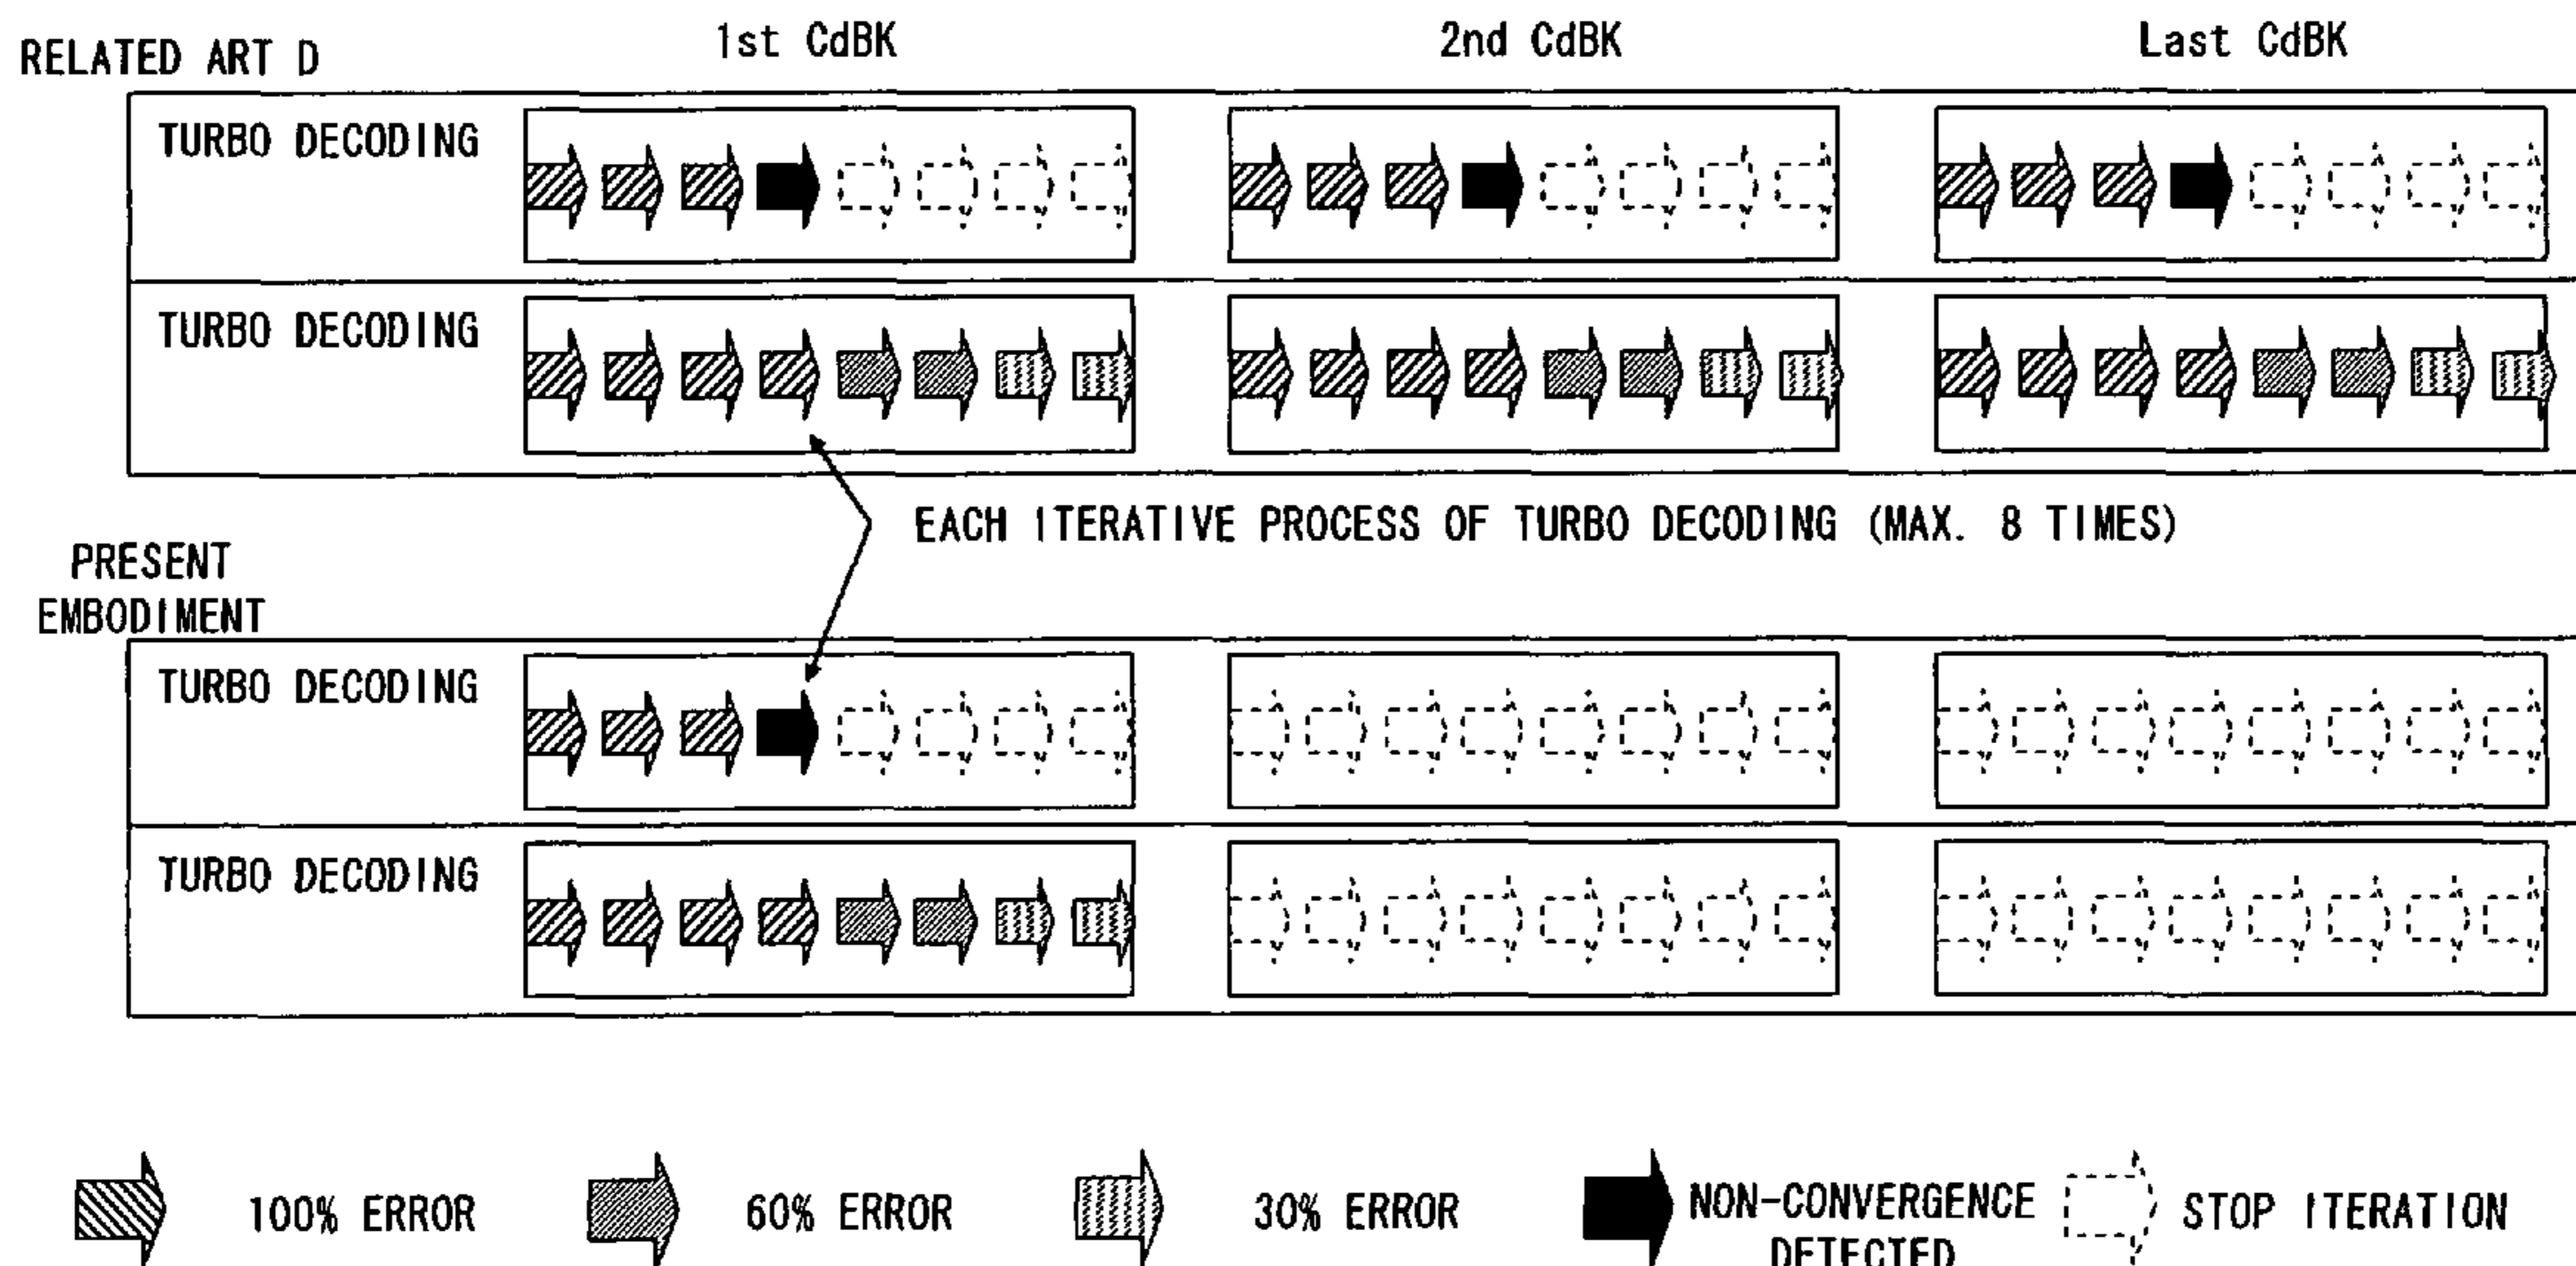 RELATED ART D
1st CdBK
2nd CdBK
Last CdBK
TURBO DECODING
TURBO DECODING
EACH ITERATIVE PROCESS OF TURBO DECODING (MAX. 8 TIMES)
PRESENT
EMBODIMENT
TURBO DECODING
TURBO DECODING
100% ERROR
60% ERROR
30% ERROR
NON-CONVERGENCE
DETECTED
STOP ITERATION